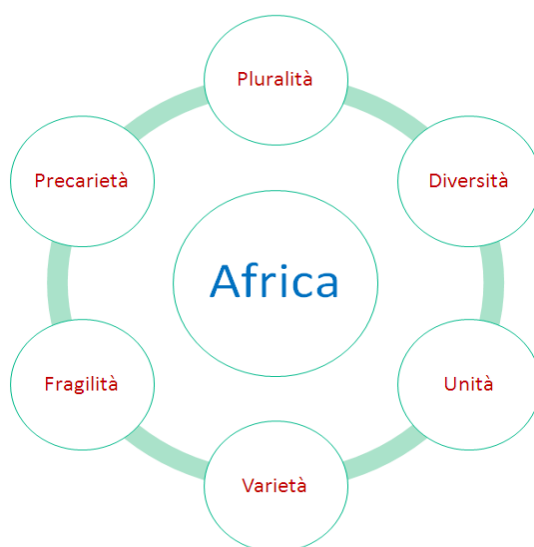 Pluralità
Precarietà
Diversità
Africa
Fragilità
Unità
Varietà